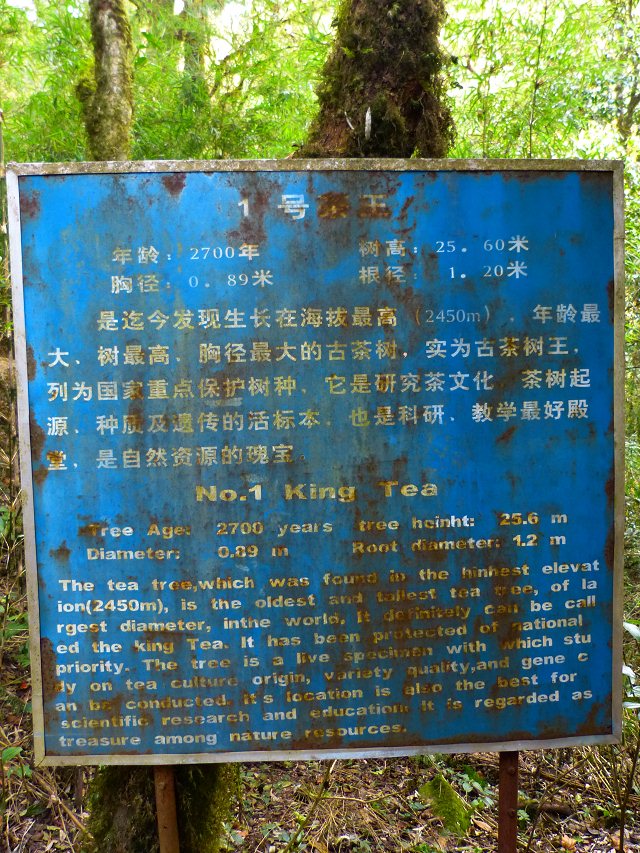 1号茶王
年龄：2700年 树高：25．60米
胸径：0．89米 根径：1．20米
是迄今发现生长在海拔最高（2450m），年龄最
大、树最高、胸径最大的古茶树，实为古茶树王，
列为国家重点保护树种，它是研究茶文化、茶树起
源、种质及遗传的活标本，也是科研、教学最好殿
堂，是自然资源的瑰宝。
No.1 King Tea
Tree Age: 2700 years tree heinht: 25.6 m
Diameter: 0.89 m Root diameter: 1.2 m
The tea tree,which was found in the hinhest elevat
ion(2450m), is the oldest and tallest tea tree, of la
rgest diameter, inthe world. It definitely can be call
ed the king Tea. It has been protected of national
priority. The tree is a live specimen with which stu
dy on tea culture origin, variety quality,and gene c
an be conducted. It's location is also the best for
scientific research and education. It is regarded as
treasure among nature resources.